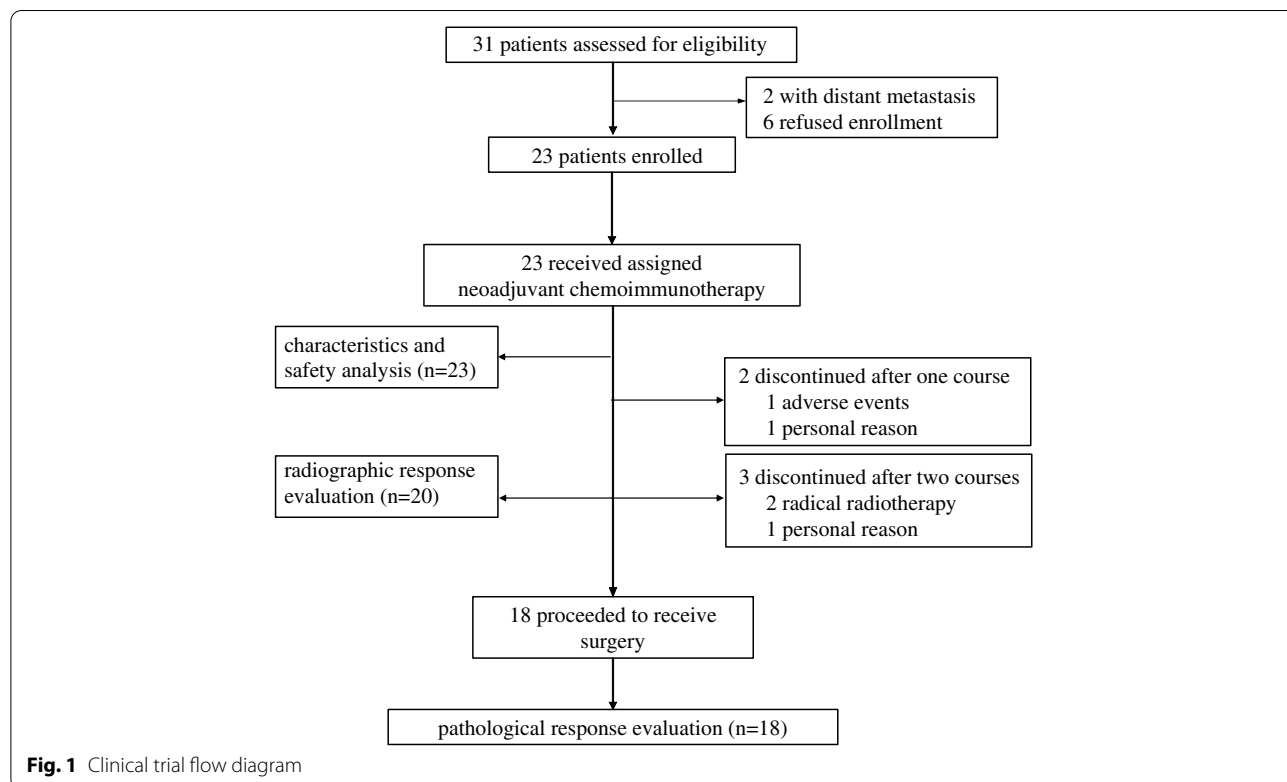 31 patients assessed for eligibility
2 with distant metastasis
6 refused enrollment
23 patients enrolled
23 received assigned
neoadjuvant chemoimmunotherapy
characteristics and
safety analysis (n=23)
2 discontinued after one course
1 adverse events
1 personal reason
radiographic response
evaluation (n=20)
3 discontinued after two courses
2 radical radiotherapy
1 personal reason
18 proceeded to receive
surgery
pathological response evaluation (n=18)
Fig. 1 Clinical trial flow diagram